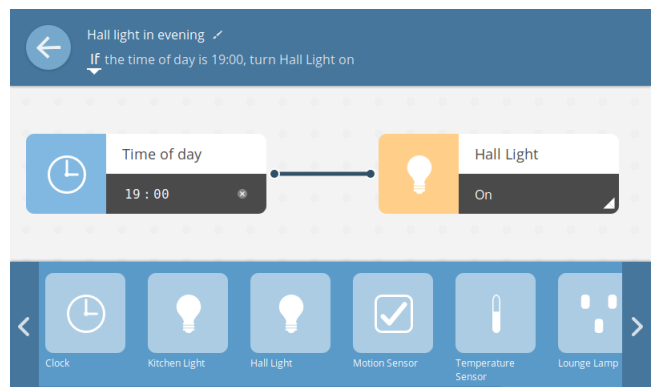 Hall light in evening
If the time of day is 19:00, turn Hall Light on
Time of day
19:00
Hall Light
On
Clock
Kitchen Light
Hall Light
Motion Sensor
Temperature
Sensor
Lounge Lamp